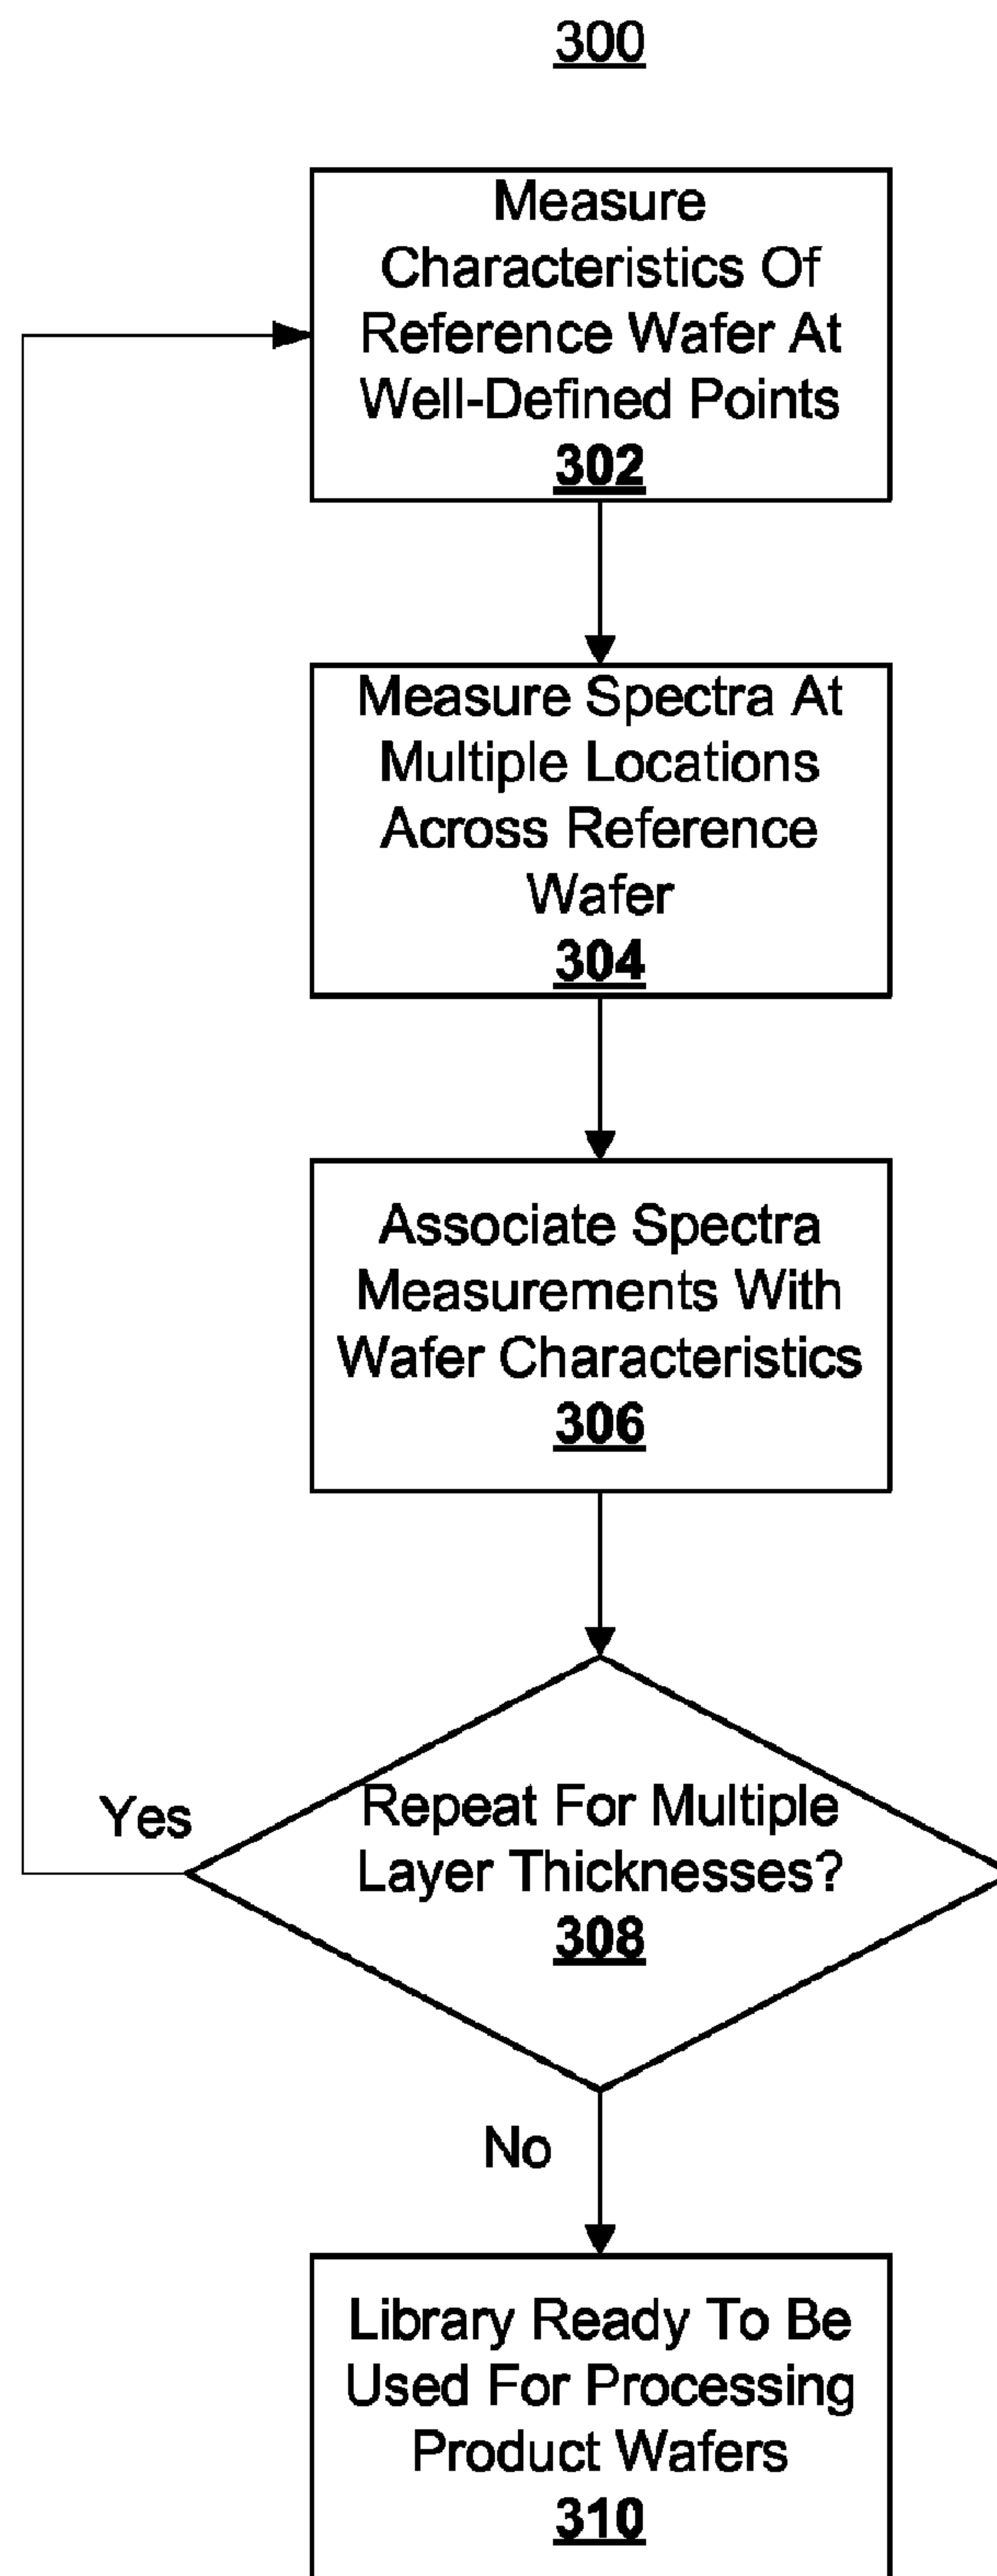 300
Measure
Characteristics Of
Reference Wafer At
Well-Defined Points
302
Measure Spectra At
Multiple Locations
Across Reference
Wafer
304
Associate Spectra
Measurements With
Wafer Characteristics
306
Repeat For Multiple
Layer Thicknesses?
308
Yes
No
Library Ready To Be
Used For Processing
Product Wafers
310